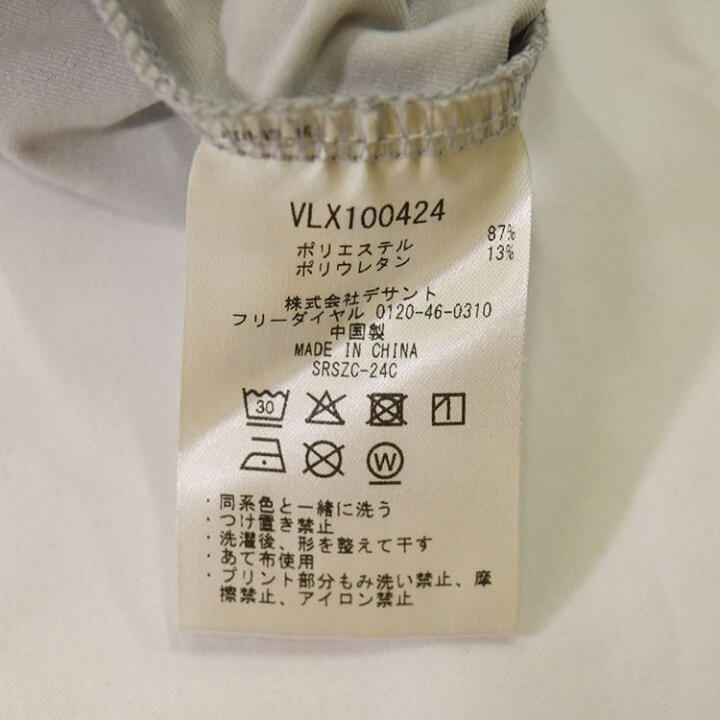 VLX100424
ポリエステル 87%
ポリウレタン 13%
株式会社デサント
フリーダイヤル 0120-46-0310
中国製
MADE IN CHINA
SRSZC-24C
30
1
W
・同系色と一緒に洗う
・つけ置き禁止
・洗濯後、形を整えて干す
・あて布使用
・プリント部分もみ洗い禁止、摩
擦禁止、アイロン禁止